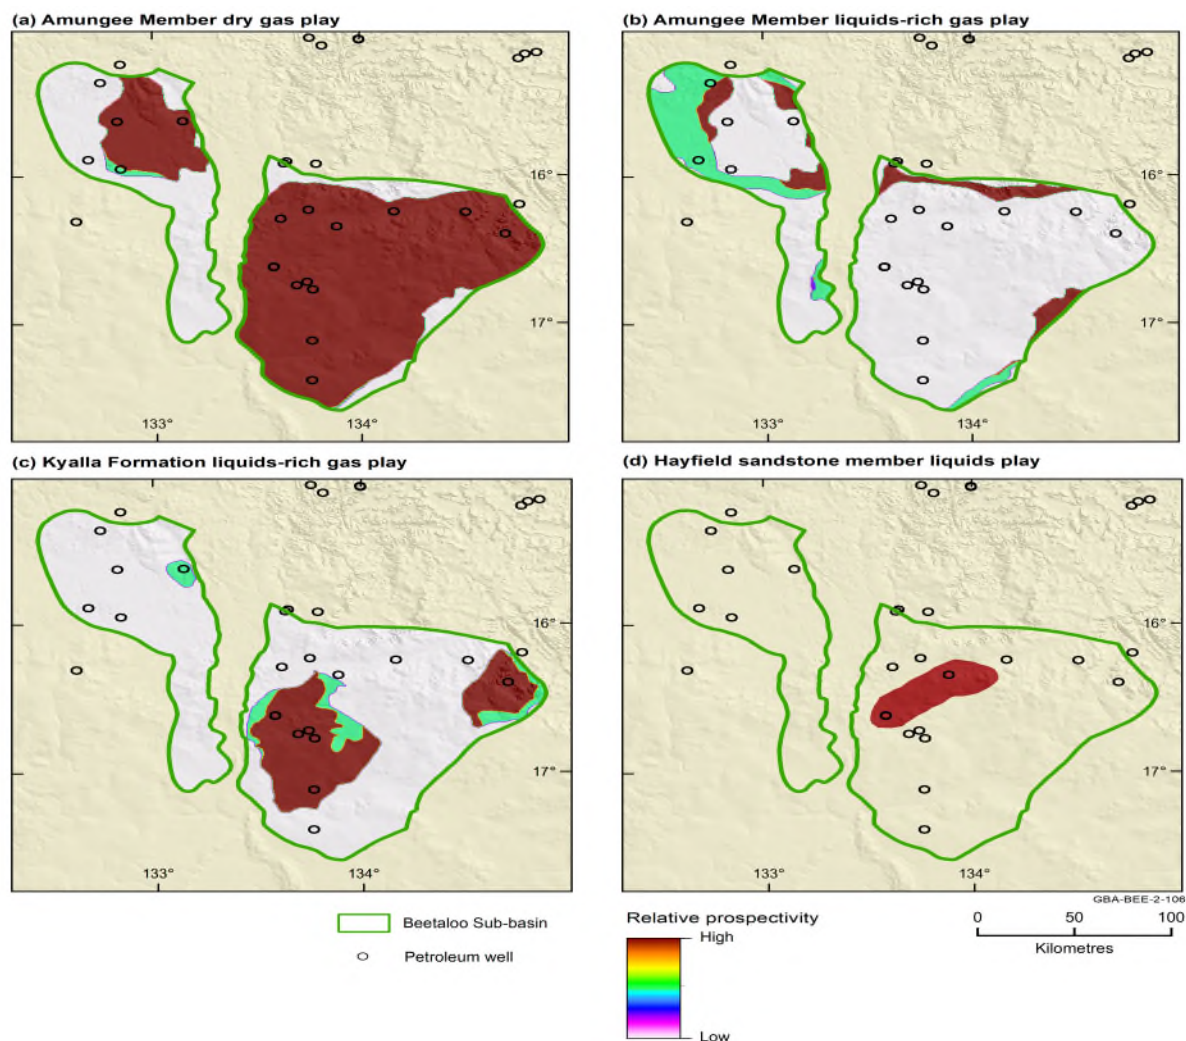 (a) Amungee Member dry gas play
(b) Amungee Member liquids-rich gas play
16°
16°
17°
17°
133°
134°
133°
134°
(c) Kyalla Formation liquids-rich gas play
(d) Hayfield sandstone member liquids play
16°
16°
17°
17°
133°
134°
133°
134°
GBA-BEE-2-106
Beetaloo Sub-basin
Petroleum well
Relative prospectivity
High
Low
0 50 100
Kilometres